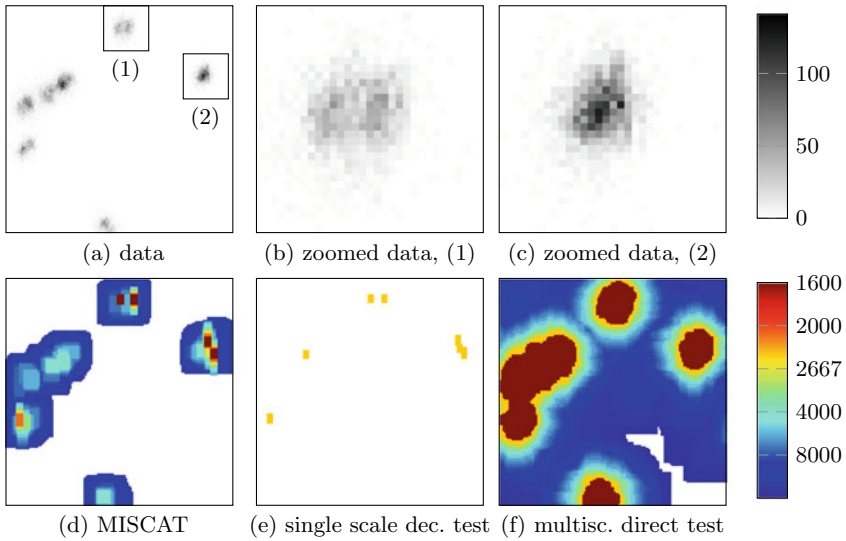 (1)
(2)
100
50
0
(a) data
(b) zoomed data, (1)
(c) zoomed data, (2)
1600
2000
2667
4000
8000
(d) MISCAT
(e) single scale dec. test
(f) multisc. direct test